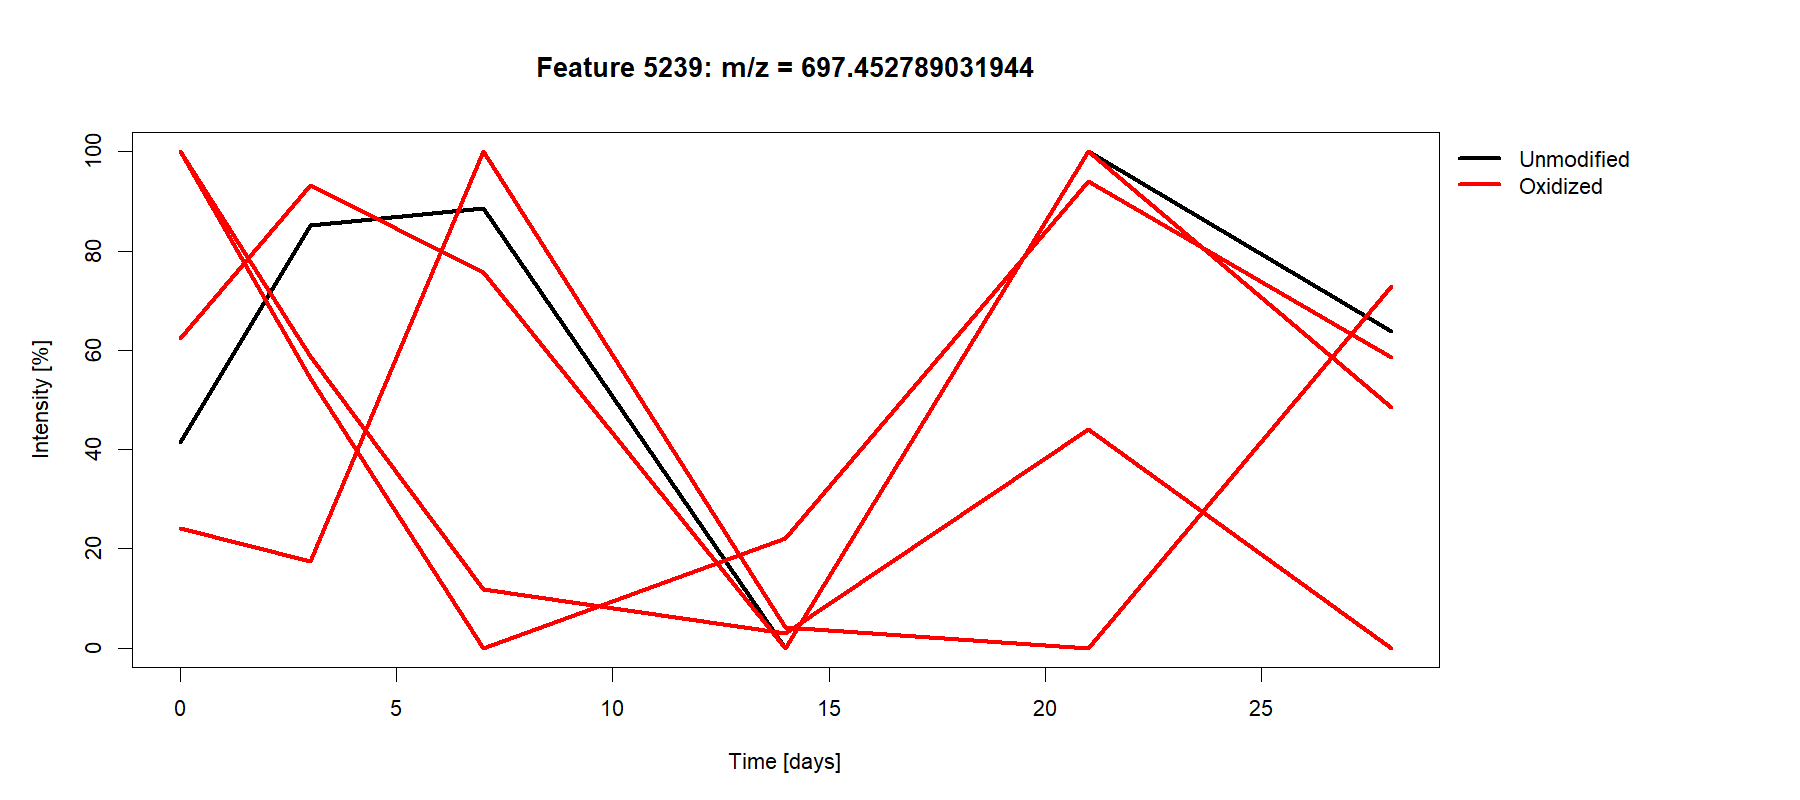 Feature 5239: m/z = 697.452789031944
Unmodified
Oxidized
Intensity [%]
100
80
60
40
20
0
0 5 10 15 20 25
Time [days]